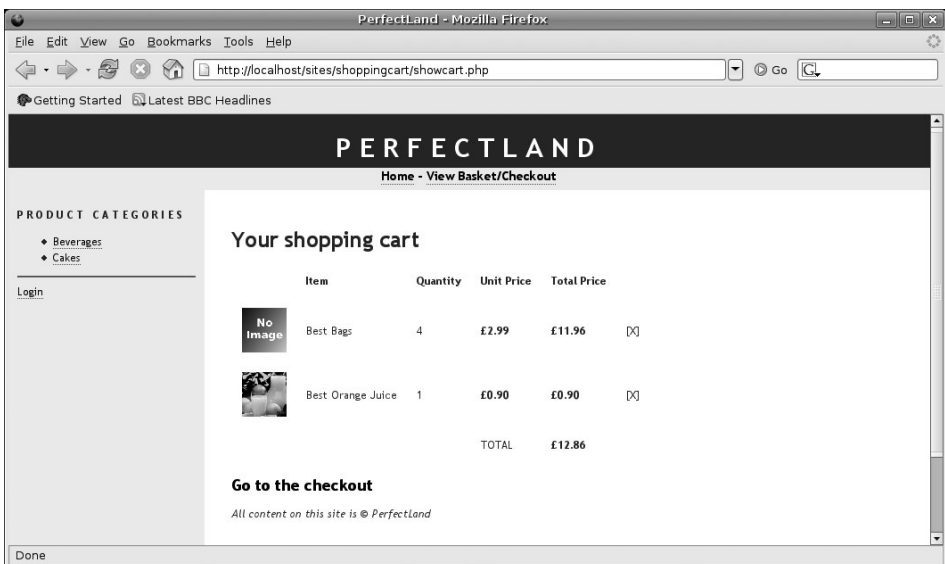 PerfectLand - Mozilla Firefox
File Edit View Go Bookmarks Tools Help
http://localhost/sites/shoppingcart/showcart.php Go G
Getting Started Latest BBC Headlines
PERFECTLAND
Home - View Basket/Checkout
PRODUCT CATEGORIES
Beverages
Cakes
Login
Your shopping cart
Item Quantity Unit Price Total Price
No Image Best Bags 4 £2.99 £11.96 [X]
Best Orange Juice 1 £0.90 £0.90 [X]
TOTAL £12.86
Go to the checkout
All content on this site is © PerfectLand
Done